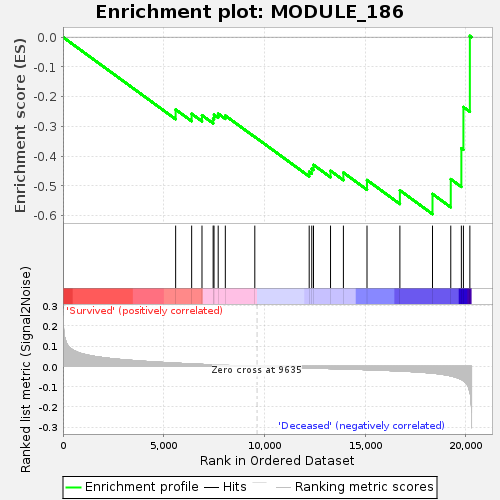 Enrichment plot: MODULE_186
Enrichment score (ES)
0.0
-0.1
-0.2
-0.3
-0.4
-0.5
-0.6
Ranked list metric (Signal2Noise)
0.3
0.2
0.1
0.0
-0.1
-0.2
-0.3
'Survived' (positively correlated)
Zero cross at 9635
'Deceased' (negatively correlated)
0
5,000
10,000
15,000
20,000
Rank in Ordered Dataset
Enrichment profile
Hits
Ranking metric scores